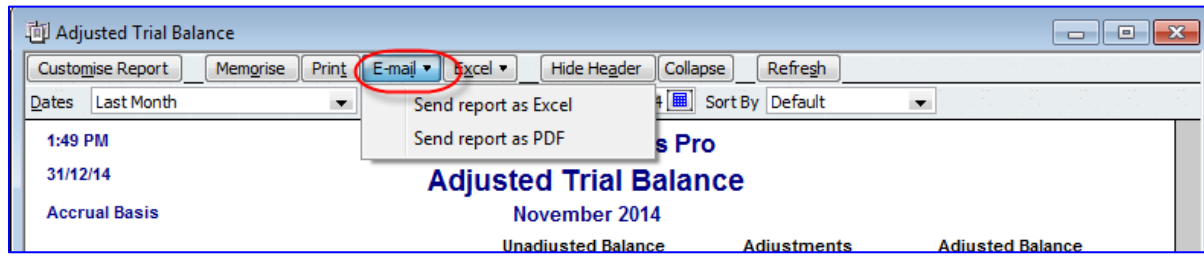 Adjusted Trial Balance
Customise Report Memorise Print E-mail Excel Hide Header Collapse Refresh
Dates Last Month 4 Sort By Default
Send report as Excel
Send report as PDF
1:49 PM s Pro
31/12/14 Adjusted Trial Balance
Accrual Basis November 2014
Unadjusted Balance Adjustments Adjusted Balance